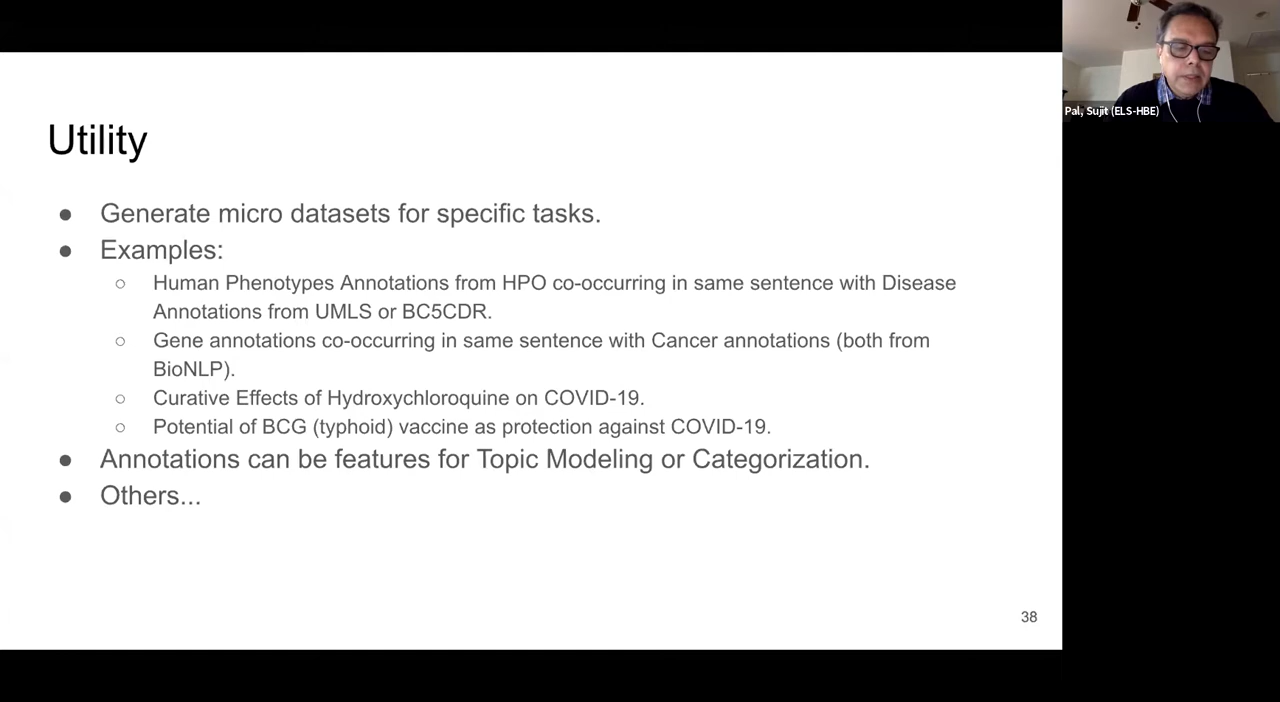 Pal, Sujit (ELS-HBE)
Utility
● Generate micro datasets for specific tasks.
● Examples:
○ Human Phenotypes Annotations from HPO co-occurring in same sentence with Disease
Annotations from UMLS or BC5CDR.
○ Gene annotations co-occurring in same sentence with Cancer annotations (both from
BioNLP).
○ Curative Effects of Hydroxychloroquine on COVID-19.
○ Potential of BCG (typhoid) vaccine as protection against COVID-19.
● Annotations can be features for Topic Modeling or Categorization.
● Others...
38